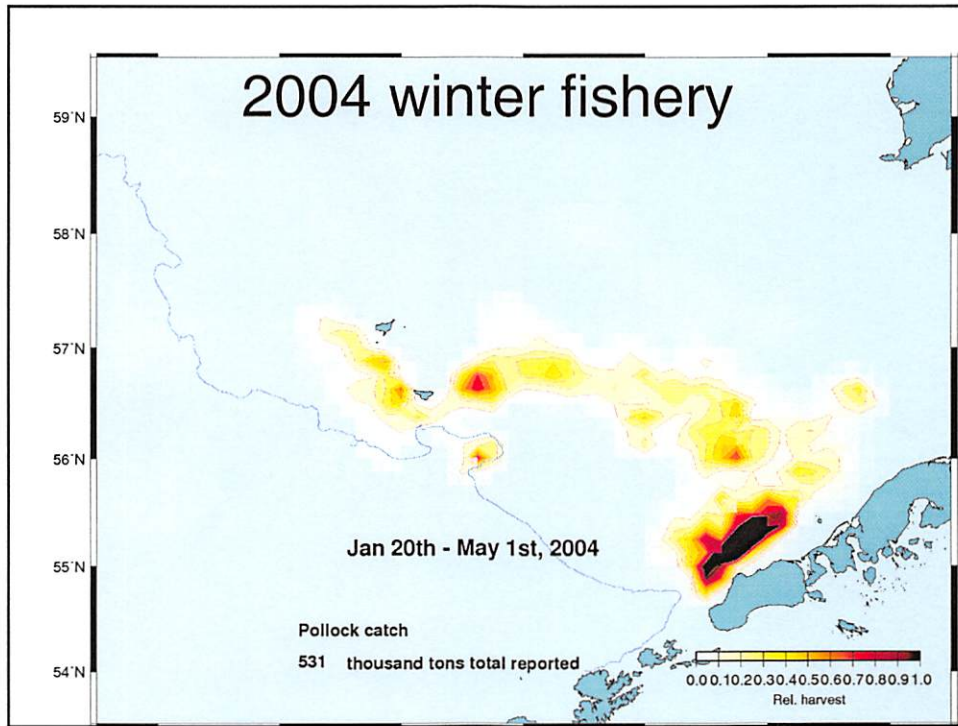 2004 winter fishery
59°N
58°N
57°N
56°N
Jan 20th - May 1st, 2004
55°N
Pollock catch
531 thousand tons total reported
54°N
0.0 0.1 0.2 0.3 0.4 0.5 0.6 0.7 0.8 0.9 1.0
Rel. harvest